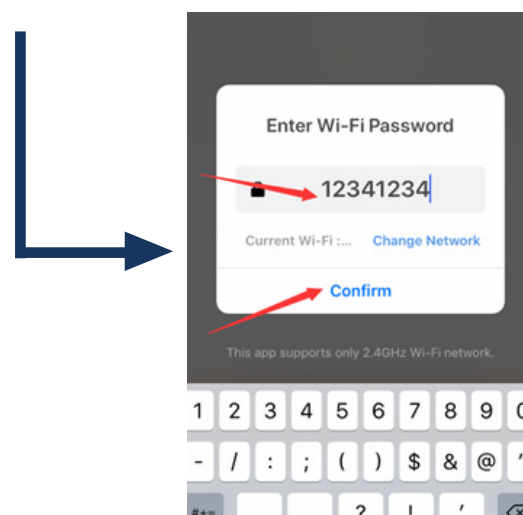 Enter Wi-Fi Password
12341234
Current Wi-Fi :... Change Network
Confirm
This app supports only 2.4GHz Wi-Fi network.
1 2 3 4 5 6 7 8 9 0
- / : ; ( ) $ & @ "
#+= ? ! '